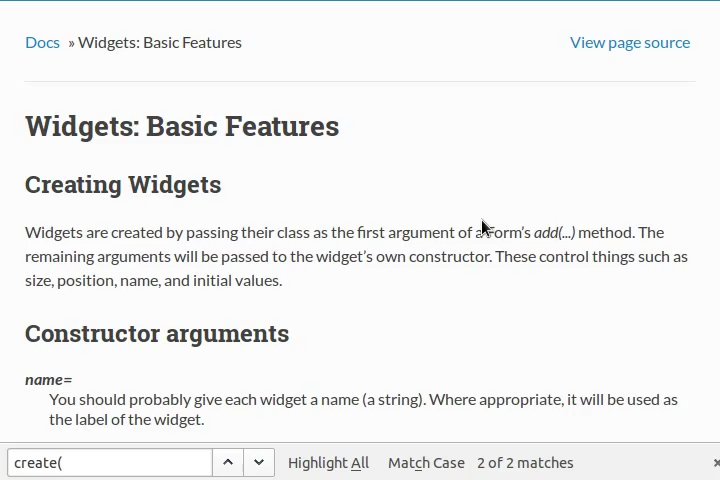 Docs » Widgets: Basic Features View page source
Widgets: Basic Features
Creating Widgets
Widgets are created by passing their class as the first argument of a Form's add(...) method. The
remaining arguments will be passed to the widget's own constructor. These control things such as
size, position, name, and initial values.
Constructor arguments
name=
You should probably give each widget a name (a string). Where appropriate, it will be used as
the label of the widget.
create( Highlight All Match Case 2 of 2 matches